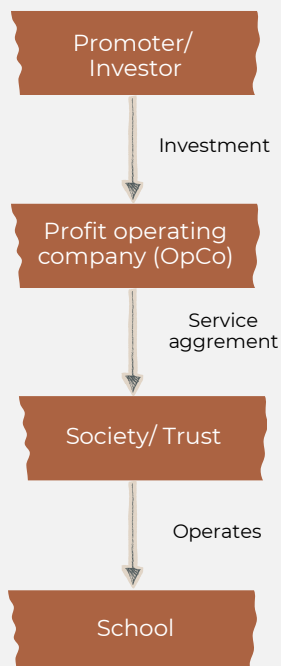 Promoter/
Investor
Investment
Profit operating
company (OpCo)
Service
aggrement
Society/ Trust
Operates
School